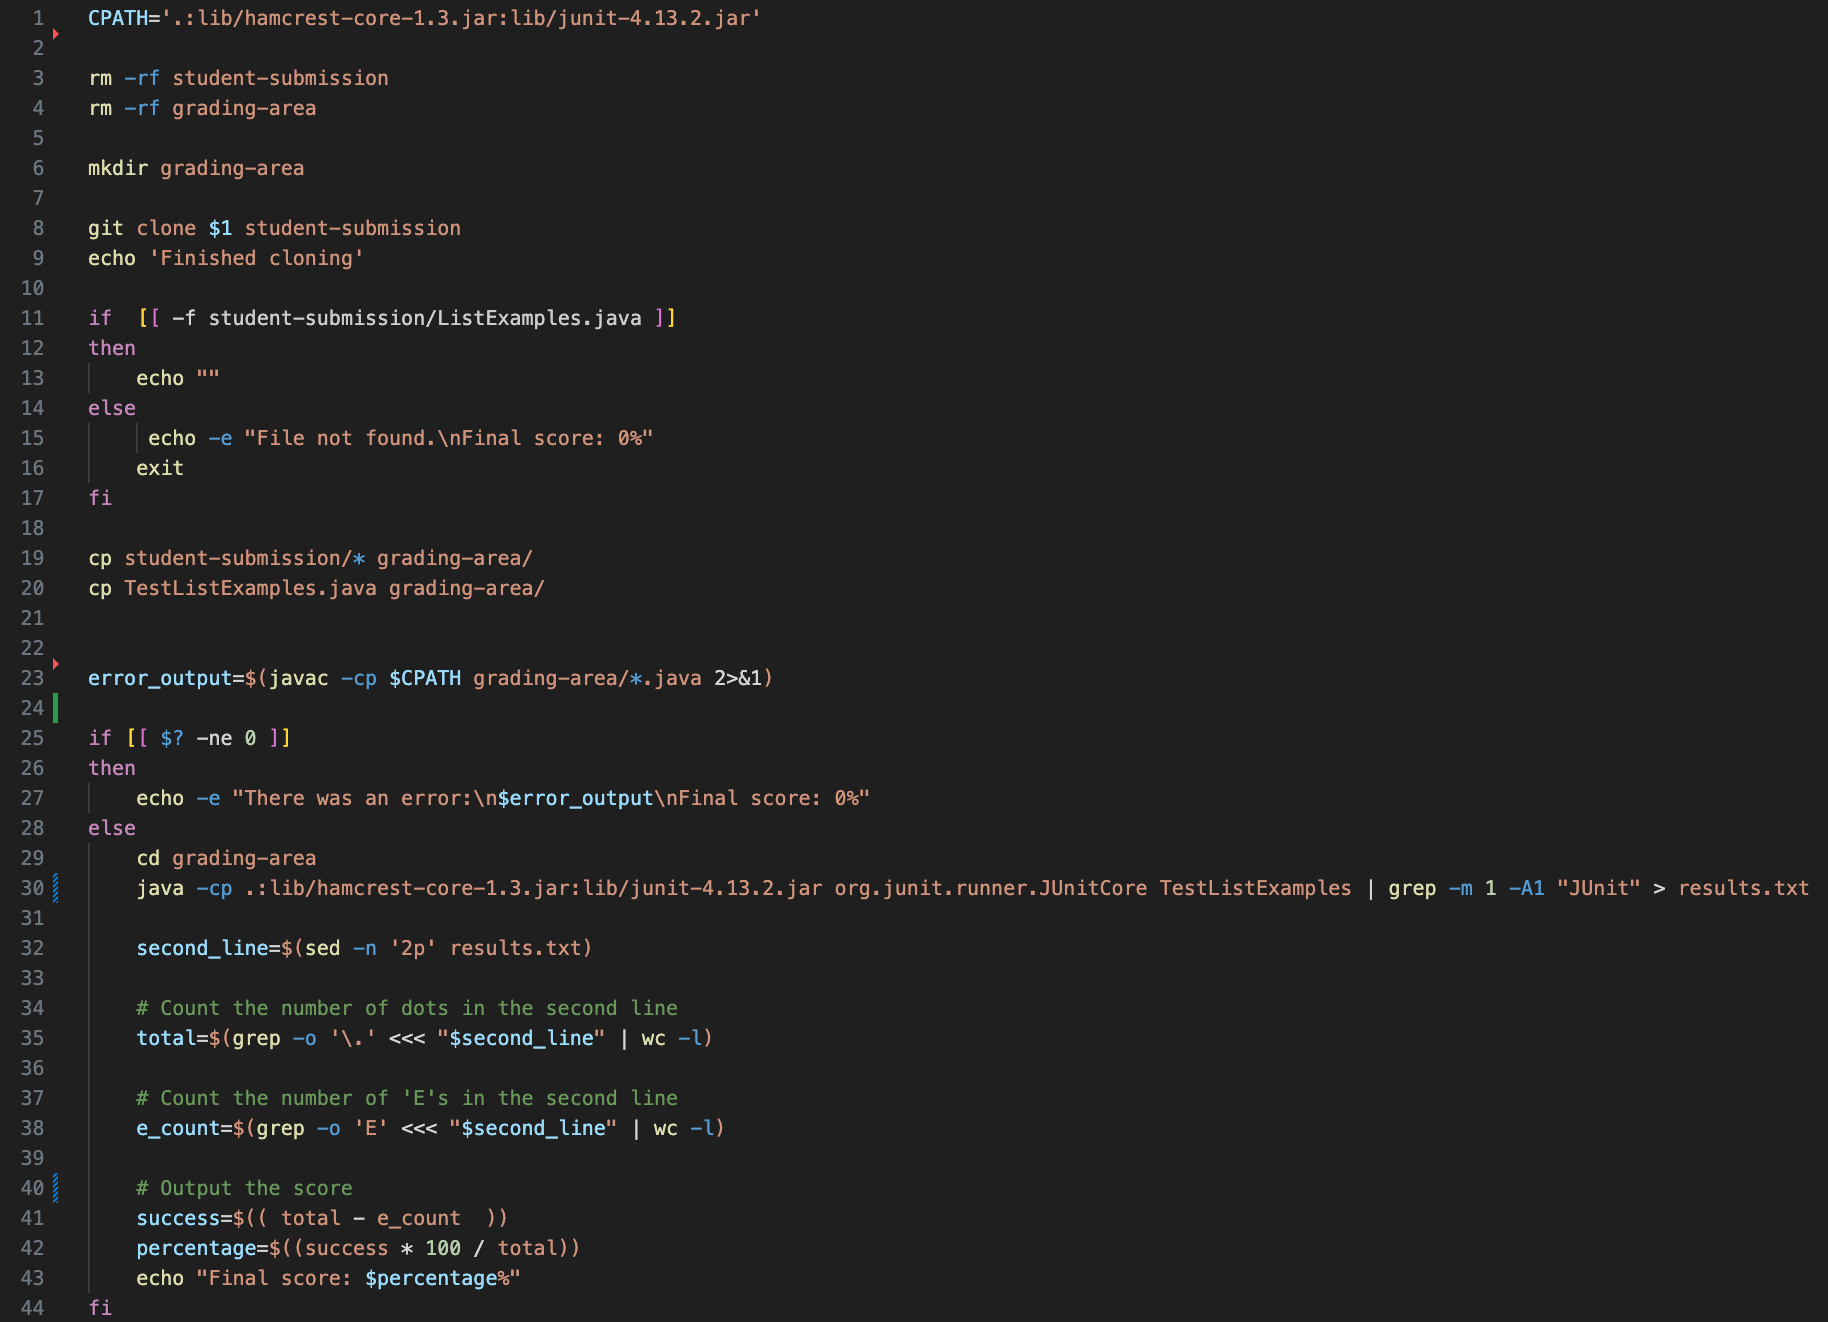 1 CPATH='.:lib/hamcrest-core-1.3.jar:lib/junit-4.13.2.jar'
2
3 rm -rf student-submission
4 rm -rf grading-area
5
6 mkdir grading-area
7
8 git clone $1 student-submission
9 echo 'Finished cloning'
10
11 if  [[ -f student-submission/ListExamples.java ]]
12 then
13     echo ""
14 else
15      echo -e "File not found.\nFinal score: 0%"
16     exit
17 fi
18
19 cp student-submission/* grading-area/
20 cp TestListExamples.java grading-area/
21
22
23 error_output=$(javac -cp $CPATH grading-area/*.java 2>&1)
24
25 if [[ $? -ne 0 ]]
26 then
27     echo -e "There was an error:\n$error_output\nFinal score: 0%"
28 else
29     cd grading-area
30     java -cp .:lib/hamcrest-core-1.3.jar:lib/junit-4.13.2.jar org.junit.runner.JUnitCore TestListExamples | grep -m 1 -A1 "JUnit" > results.txt
31
32     second_line=$(sed -n '2p' results.txt)
33
34     # Count the number of dots in the second line
35     total=$(grep -o '\.' <<< "$second_line" | wc -l)
36
37     # Count the number of 'E's in the second line
38     e_count=$(grep -o 'E' <<< "$second_line" | wc -l)
39
40     # Output the score
41     success=$(( total - e_count  ))
42     percentage=$((success * 100 / total))
43     echo "Final score: $percentage%"
44 fi